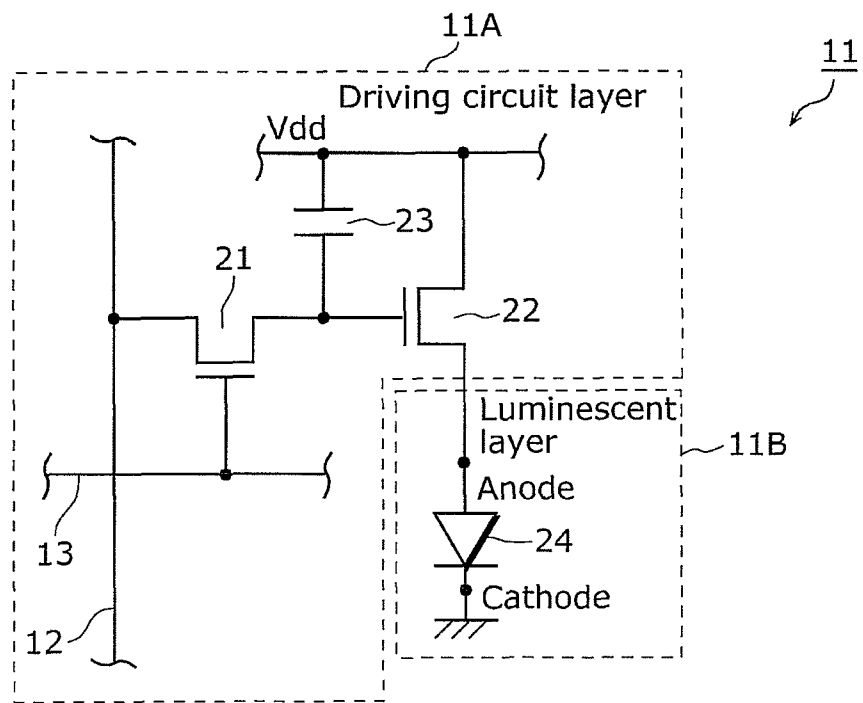 11A
11
Driving circuit layer
Vdd
23
21
22
Luminescent
layer
11B
Anode
24
13
Cathode
12